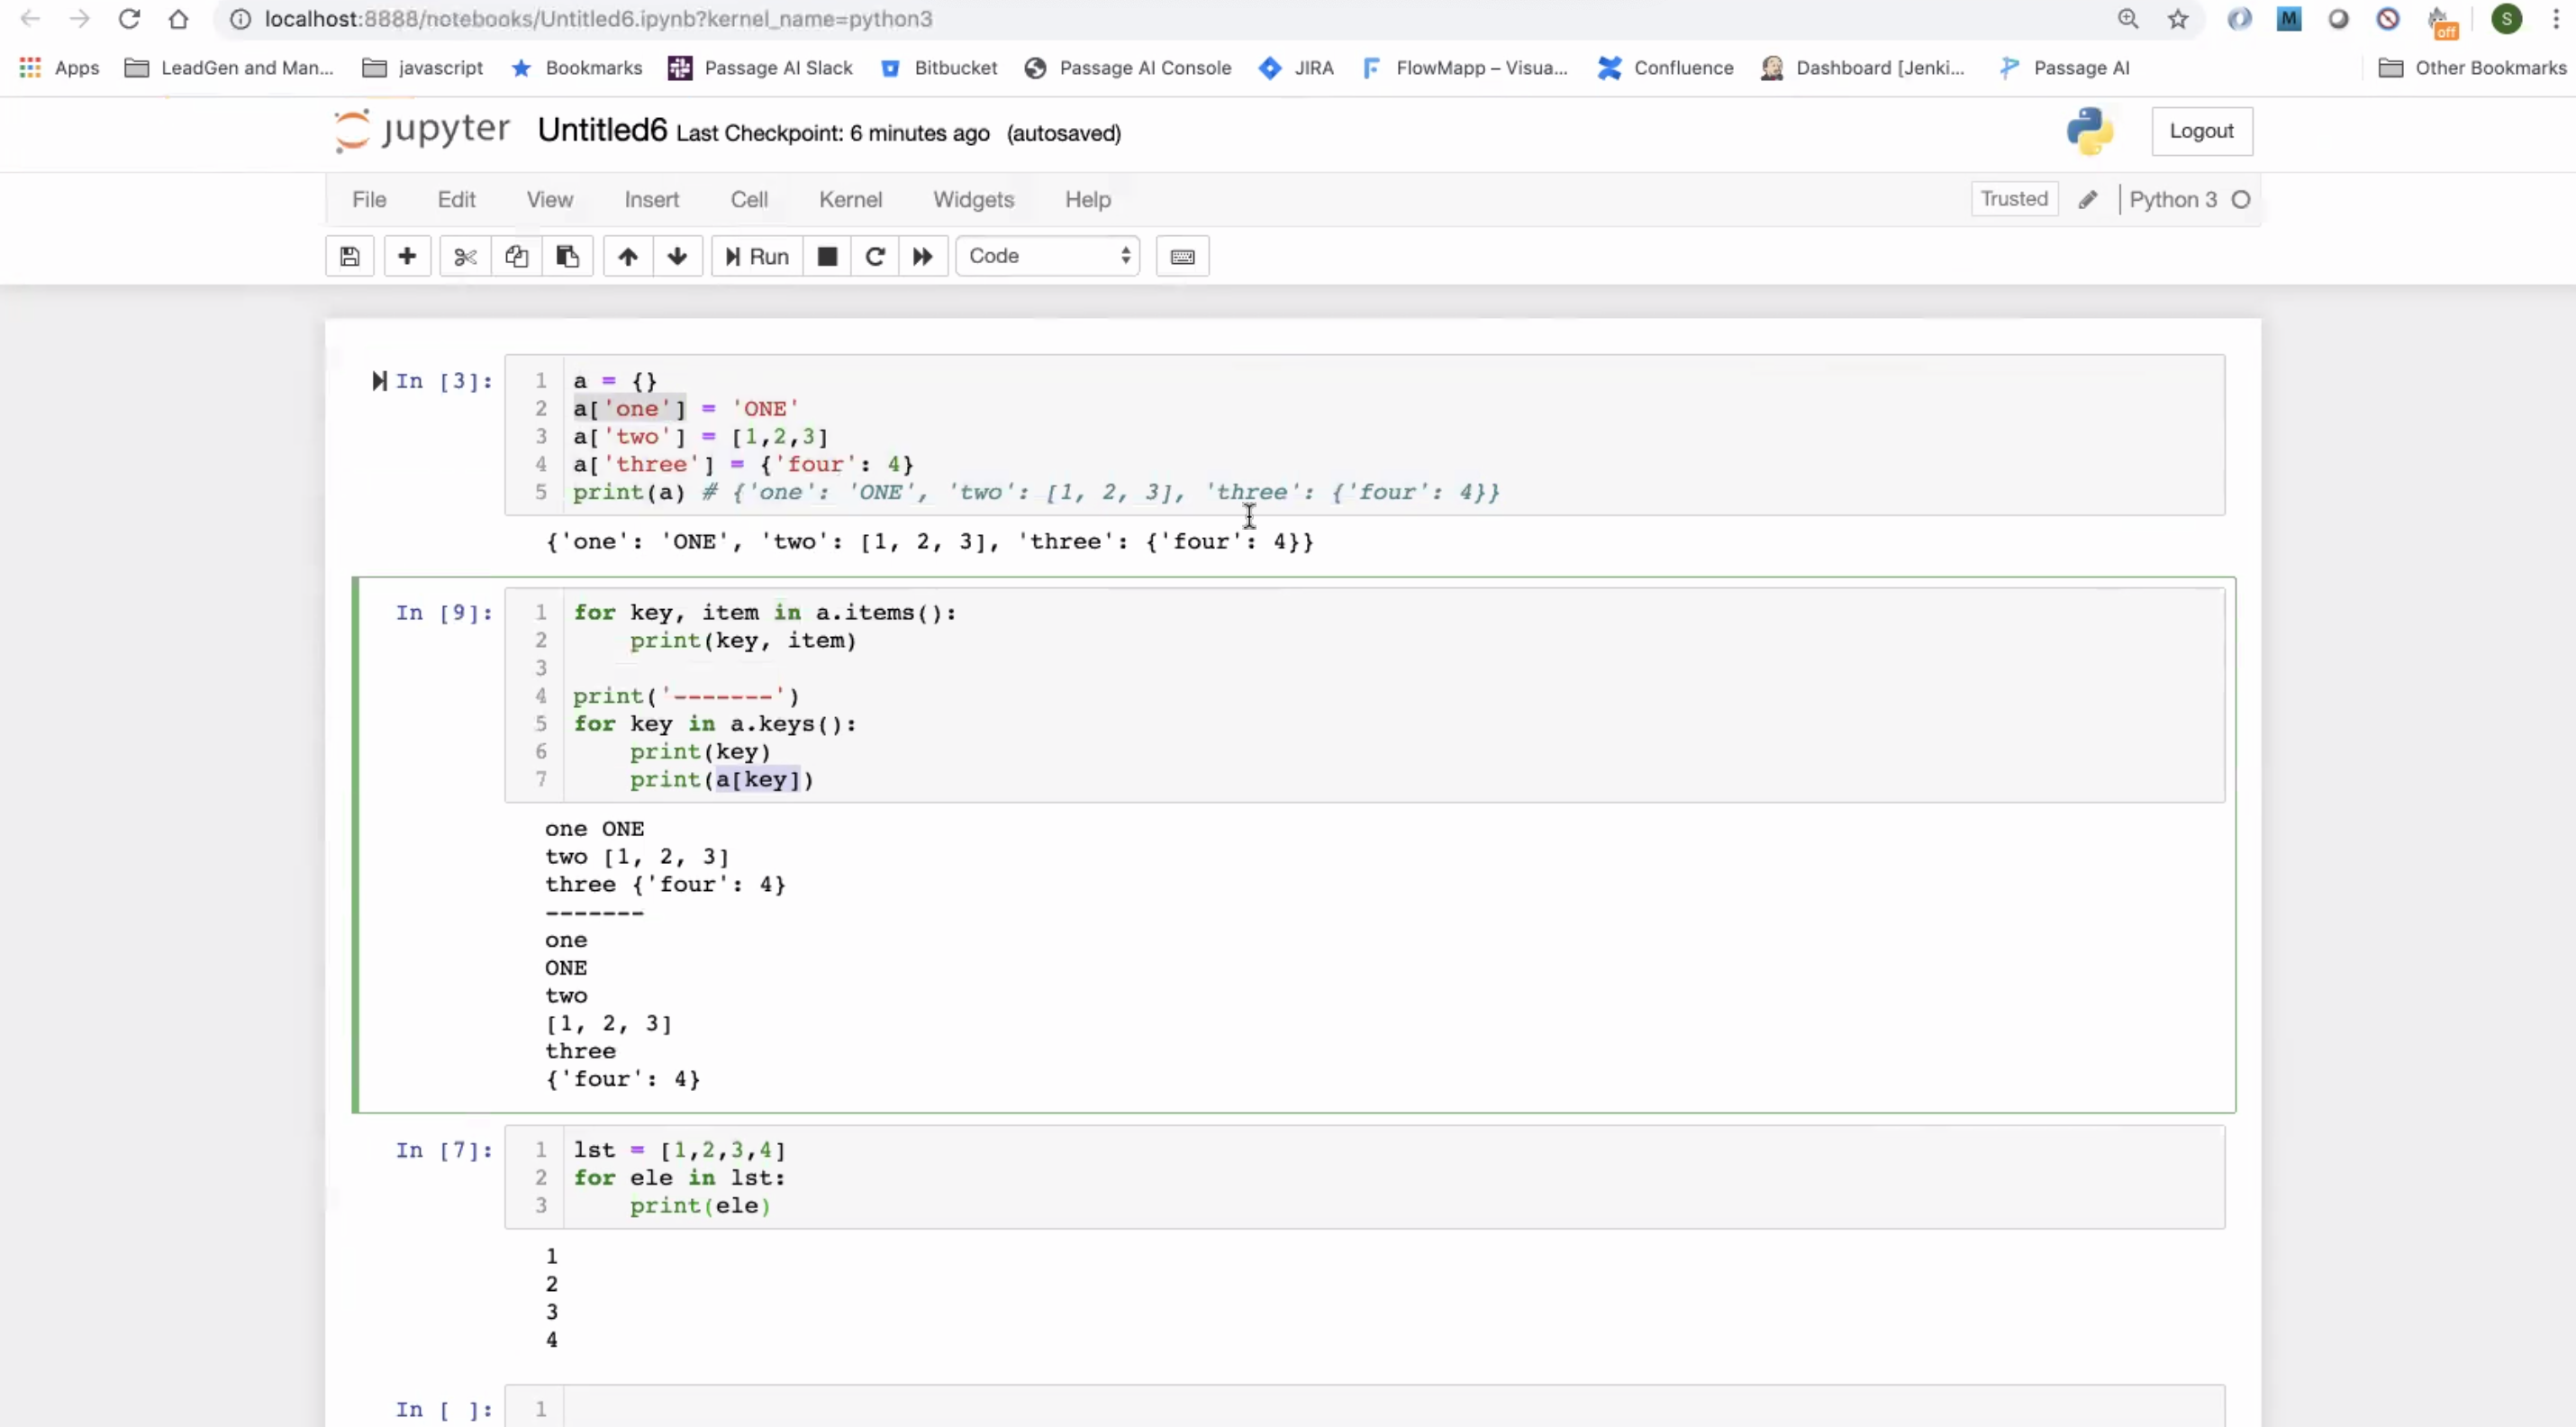 localhost:8888/notebooks/Untitled6.ipynb?kernel_name=python3
M
off
S
Apps LeadGen and Man... javascript Bookmarks Passage AI Slack Bitbucket Passage AI Console JIRA FlowMapp – Visua... Confluence Dashboard [Jenki... Passage AI Other Bookmarks
jupyter Untitled6 Last Checkpoint: 6 minutes ago (autosaved) Logout
File Edit View Insert Cell Kernel Widgets Help Trusted Python 3
Run Code
In [3]:
1 a = {}
2 a['one'] = 'ONE'
3 a['two'] = [1,2,3]
4 a['three'] = {'four': 4}
5 print(a) # {'one': 'ONE', 'two': [1, 2, 3], 'three': {'four': 4}}
{'one': 'ONE', 'two': [1, 2, 3], 'three': {'four': 4}}
In [9]:
1 for key, item in a.items():
2     print(key, item)
3
4 print('-------')
5 for key in a.keys():
6     print(key)
7     print(a[key])
one ONE
two [1, 2, 3]
three {'four': 4}
-------
one
ONE
two
[1, 2, 3]
three
{'four': 4}
In [7]:
1 lst = [1,2,3,4]
2 for ele in lst:
3     print(ele)
1
2
3
4
In [ ]:
1